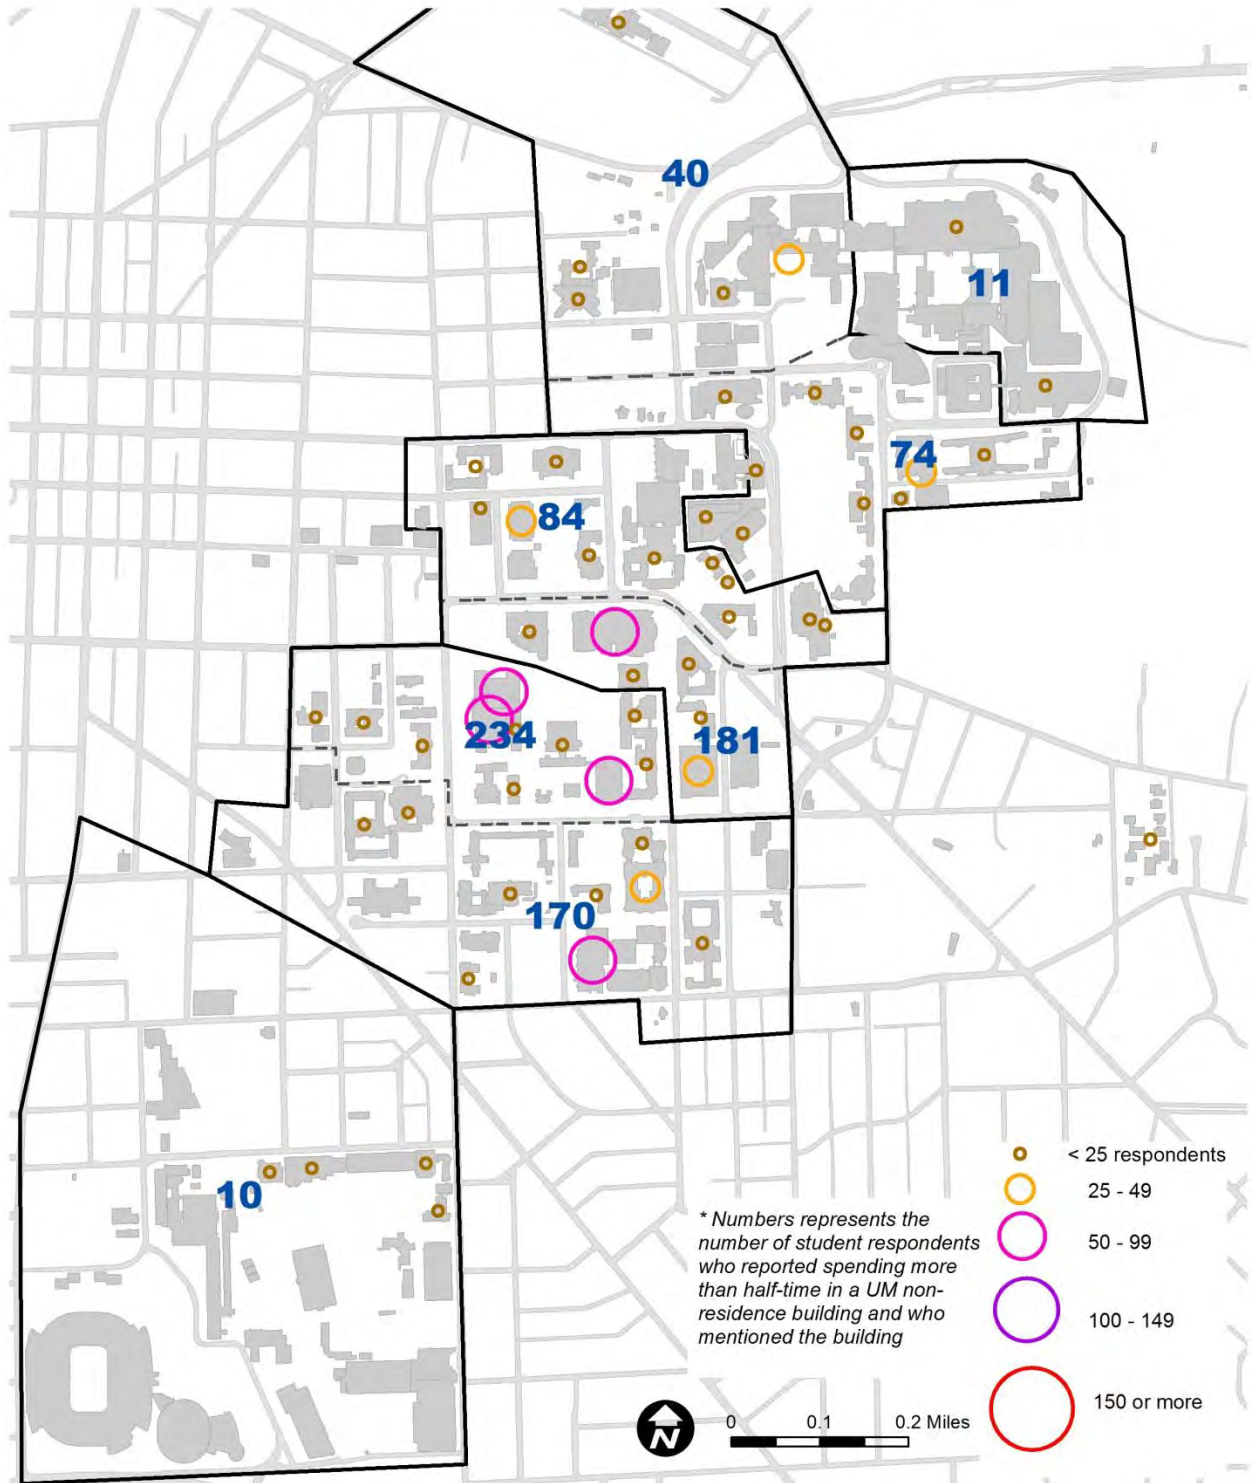 40
11
74
84
234
181
170
10
< 25 respondents
25 - 49
50 - 99
100 - 149
150 or more
* Numbers represents the
number of student respondents
who reported spending more
than half-time in a UM non-
residence building and who
mentioned the building
N
0 0.1 0.2 Miles